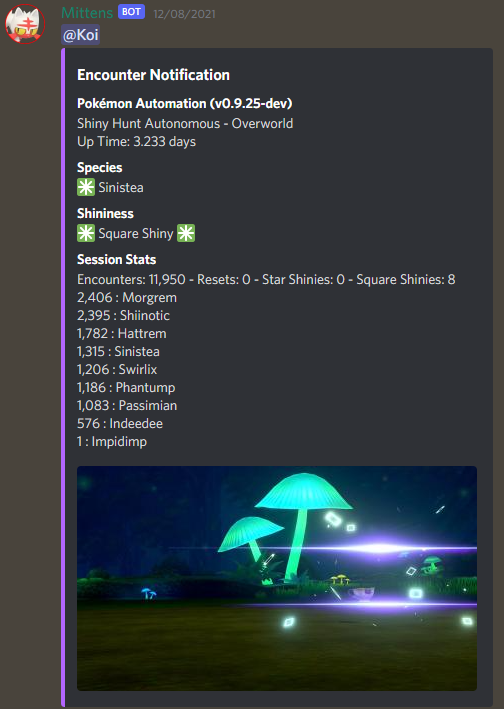 Mittens BOT 12/08/2021
@Koi
Encounter Notification
Pokémon Automation (v0.9.25-dev)
Shiny Hunt Autonomous - Overworld
Up Time: 3.233 days
Species
✳️ Sinistea
Shininess
✳️ Square Shiny ✳️
Session Stats
Encounters: 11,950 - Resets: 0 - Star Shinies: 0 - Square Shinies: 8
2,406 : Morgrem
2,395 : Shiinotic
1,782 : Hattrem
1,315 : Sinistea
1,206 : Swirlix
1,186 : Phantump
1,083 : Passimian
576 : Indeedee
1 : Impidimp